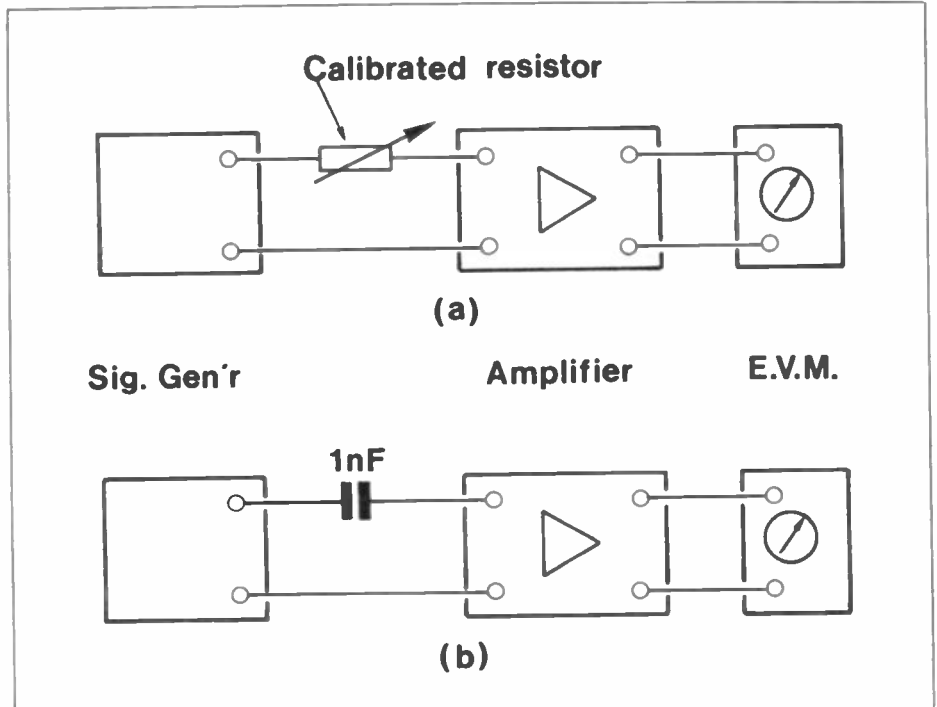 Calibrated resistor
(a)
Sig. Gen´r Amplifier E.V.M.
1nF
(b)